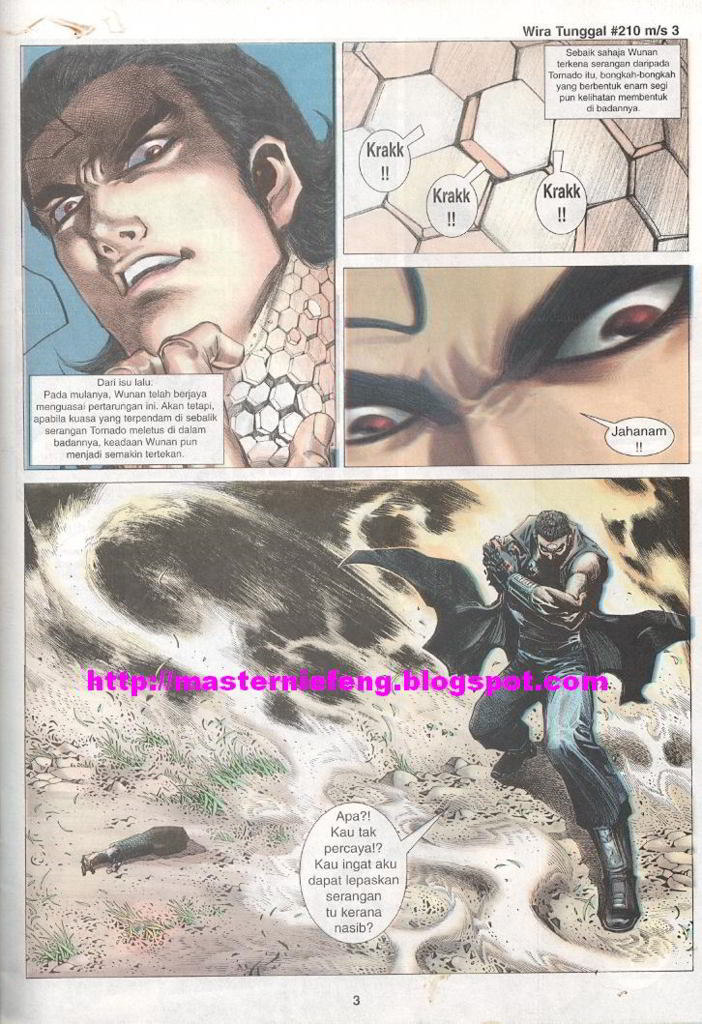 Wira Tunggal #210 m/s 3
Dari isu lalu:
Pada mulanya, Wunan telah berjaya
menguasai pertarungan ini. Akan tetapi,
apabila kuasa yang terpendam di sebalik
serangan Tornado meletus di dalam
badannya, keadaan Wunan pun
menjadi semakin tertekan.
Sebaik sahaja Wunan
terkena serangan daripada
Tornado itu, bongkah-bongkah
yang berbentuk enam segi
pun kelihatan membentuk
di badannya.
Krakk
!!
Krakk
!!
Krakk
!!
Jahanam
!!
http://masterniefeng.blogspot.com
Apa?!
Kau tak
percaya!?
Kau ingat aku
dapat lepaskan
serangan
tu kerana
nasib?
3